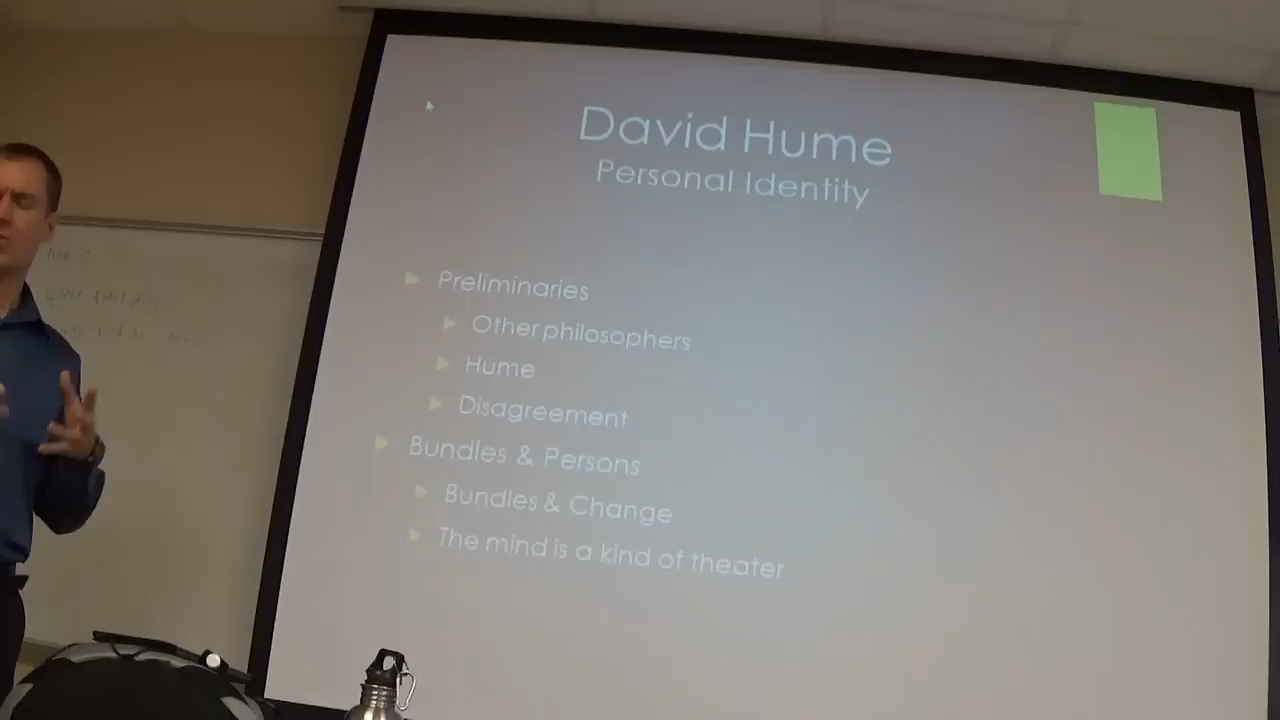 David Hume
Personal Identity
Preliminaries
Other philosophers
Hume
Disagreement
Bundles & Persons
Bundles & Change
The mind is a kind of theater